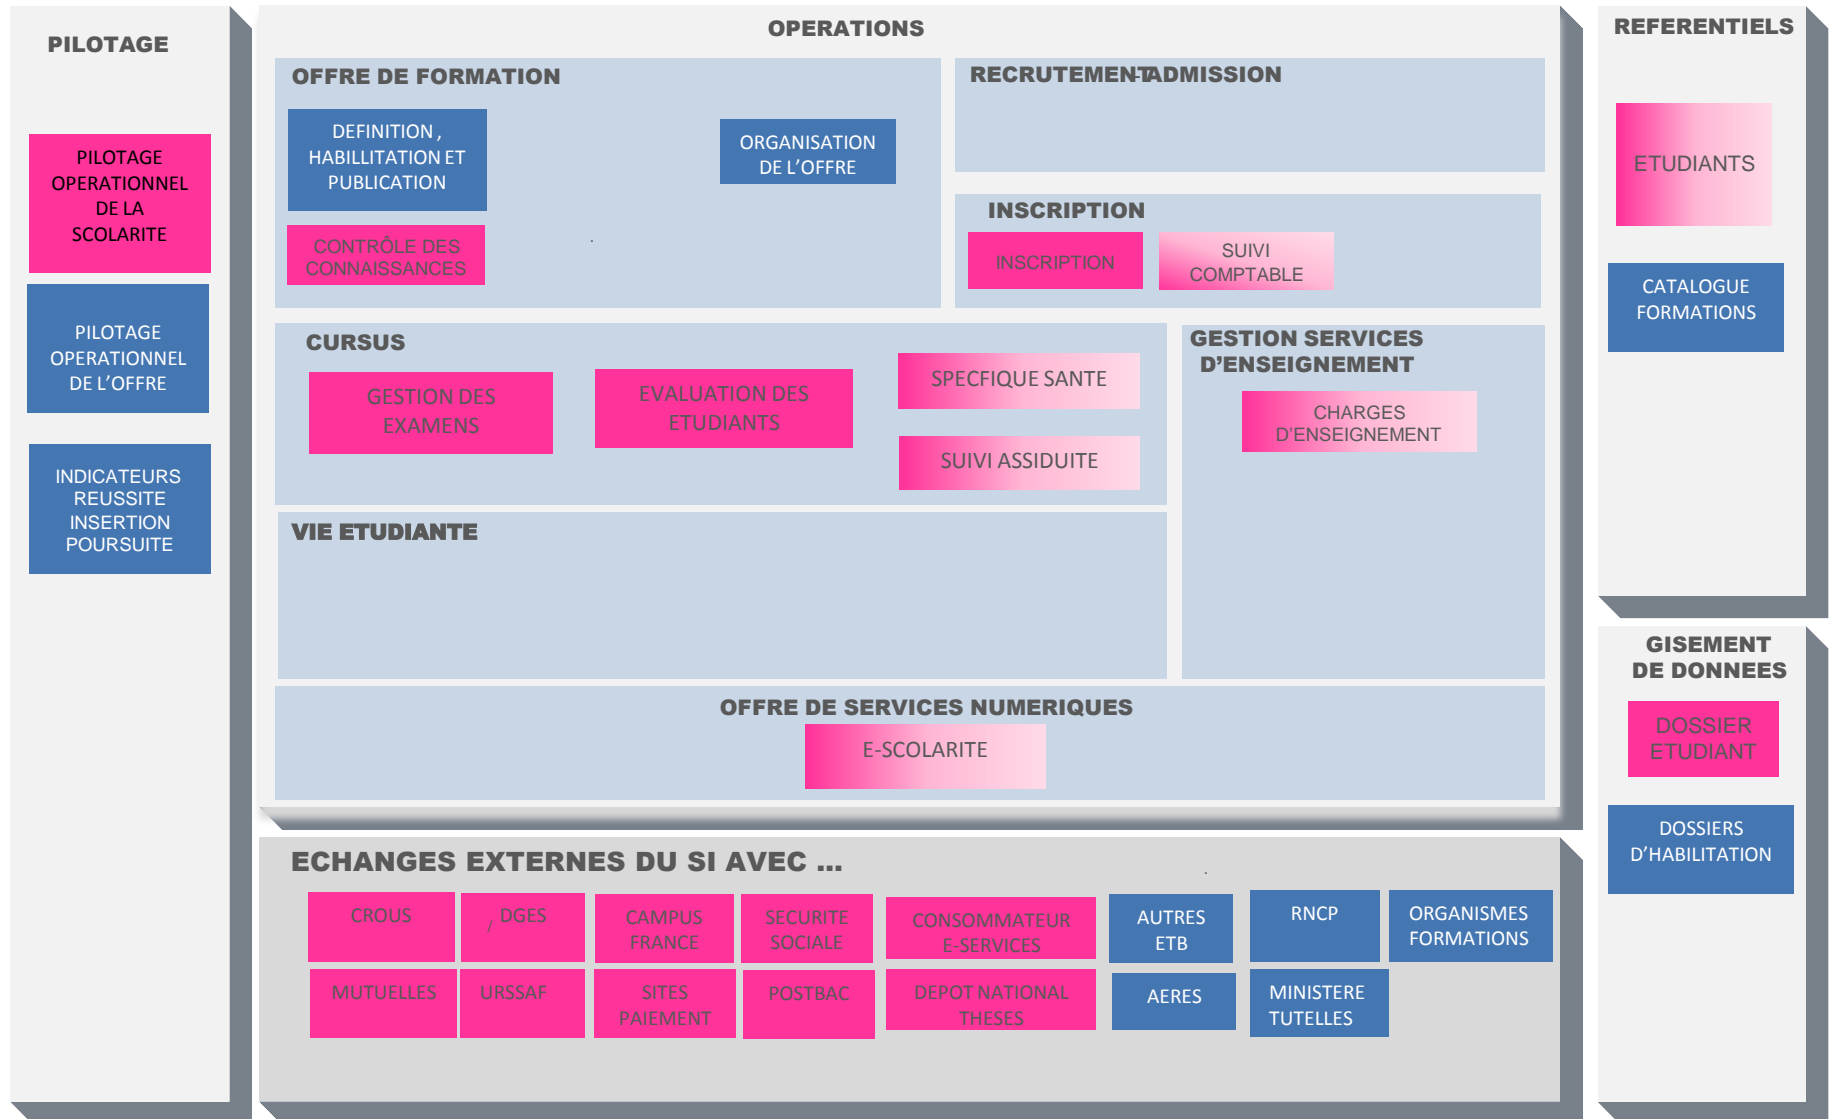 PILOTAGE
PILOTAGE
OPERATIONNEL
DE LA
SCOLARITE
PILOTAGE
OPERATIONNEL
DE L’OFFRE
INDICATEURS
REUSSITE
INSERTION
POURSUITE
OPERATIONS
OFFRE DE FORMATION
DEFINITION ,
HABILLITATION ET
PUBLICATION
ORGANISATION
DE L’OFFRE
CONTRÔLE DES
CONNAISSANCES
RECRUTEMENT-ADMISSION
INSCRIPTION
INSCRIPTION
SUIVI
COMPTABLE
CURSUS
GESTION DES
EXAMENS
EVALUATION DES
ETUDIANTS
SPECFIQUE SANTE
SUIVI ASSIDUITE
GESTION SERVICES
D’ENSEIGNEMENT
CHARGES
D’ENSEIGNEMENT
VIE ETUDIANTE
OFFRE DE SERVICES NUMERIQUES
E-SCOLARITE
ECHANGES EXTERNES DU SI AVEC ...
CROUS
/ DGES
CAMPUS
FRANCE
SECURITE
SOCIALE
CONSOMMATEUR
E-SERVICES
AUTRES
ETB
RNCP
ORGANISMES
FORMATIONS
MUTUELLES
URSSAF
SITES
PAIEMENT
POSTBAC
DEPOT NATIONAL
THESES
AERES
MINISTERE
TUTELLES
REFERENTIELS
ETUDIANTS
CATALOGUE
FORMATIONS
GISEMENT
DE DONNEES
DOSSIER
ETUDIANT
DOSSIERS
D’HABILITATION